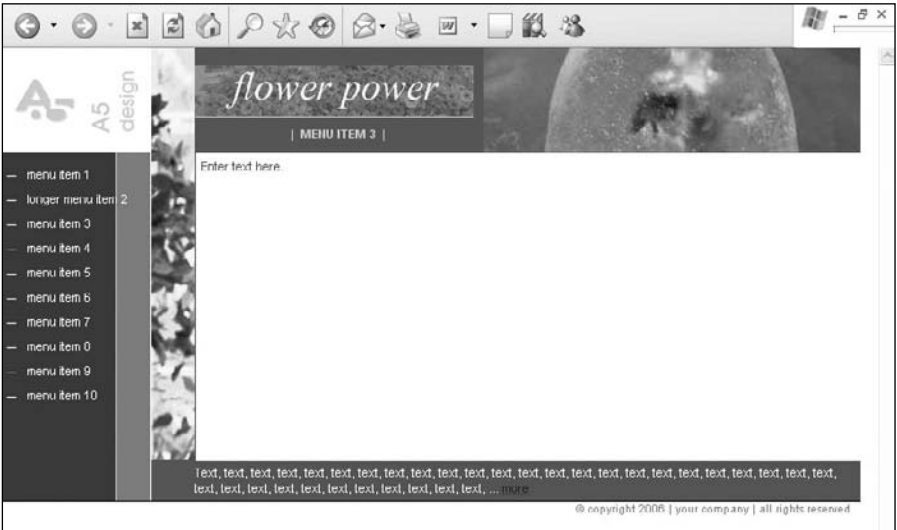 W
A5
A5
design
flower power
| MENU ITEM 3 |
Enter text here.
menu item 1
longer menu item 2
menu item 3
menu item 4
menu item 5
menu item 6
menu item 7
menu item 0
menu item 9
menu item 10
Text, text, text, text, text, text, text, text, text, text, text, text, text, text, text, text, text, text, text, text, text, text, text, text,
text, text, text, text, text, text, text, text, text, text, text, ... more
© copyright 2006 | your company | all rights reserved